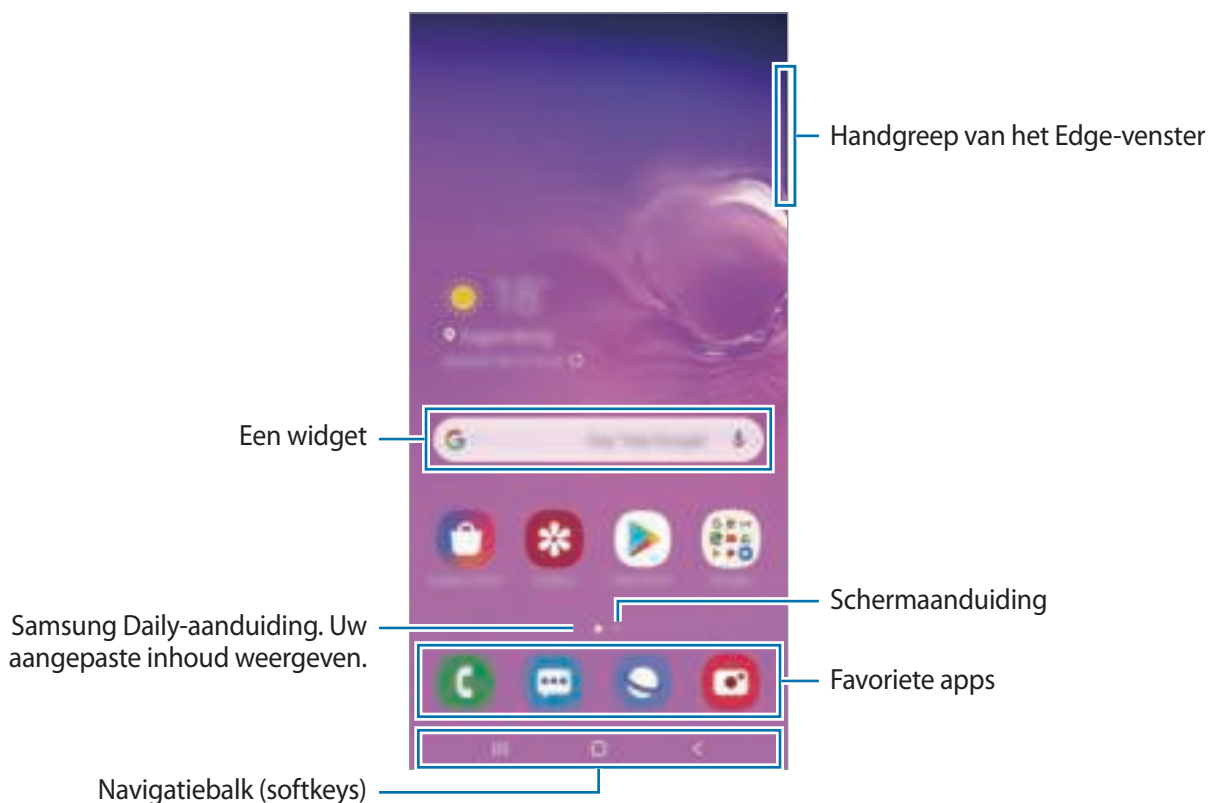 Handgreep van het Edge-venster
18°
Een widget
Schermaanduiding
Samsung Daily-aanduiding. Uw
aangepaste inhoud weergeven.
Favoriete apps
Navigatiebalk (softkeys)